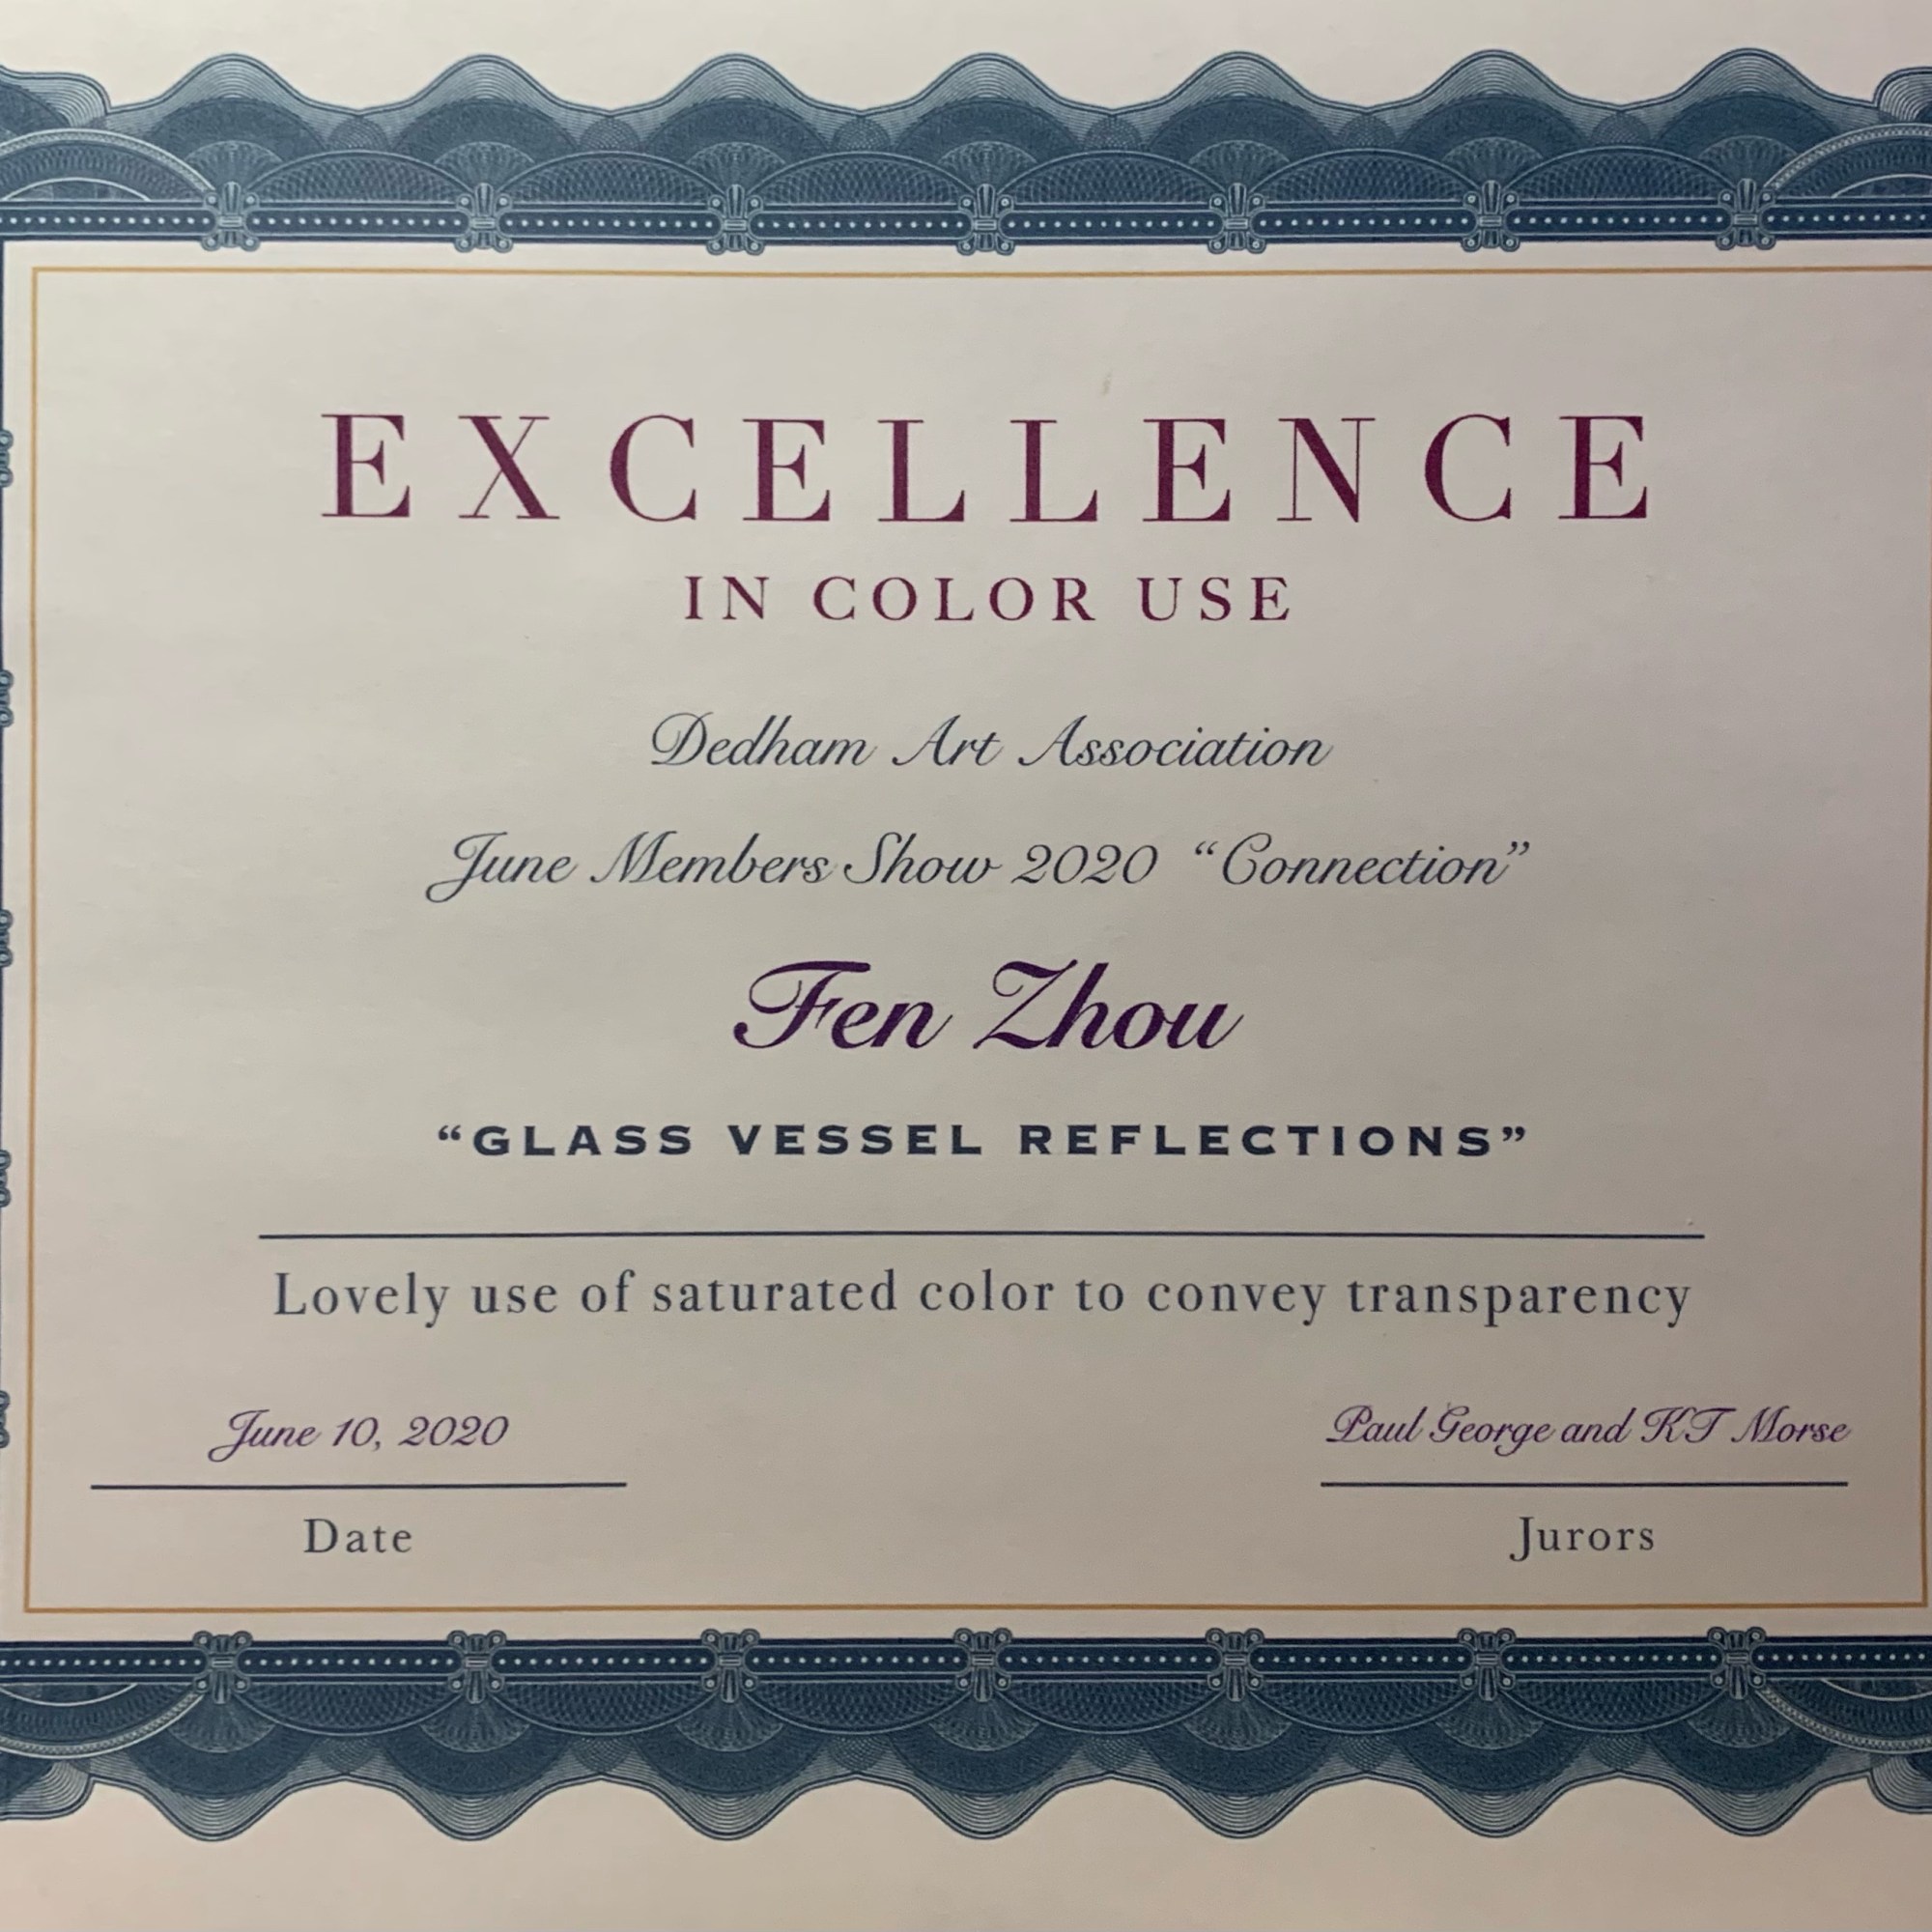 EXCELLENCE
IN COLOR USE
Dedham Art Association
June Members Show 2020 “Connection”
Fen Zhou
“GLASS VESSEL REFLECTIONS”
Lovely use of saturated color to convey transparency
June 10, 2020
Paul George and KT Morse
Date
Jurors